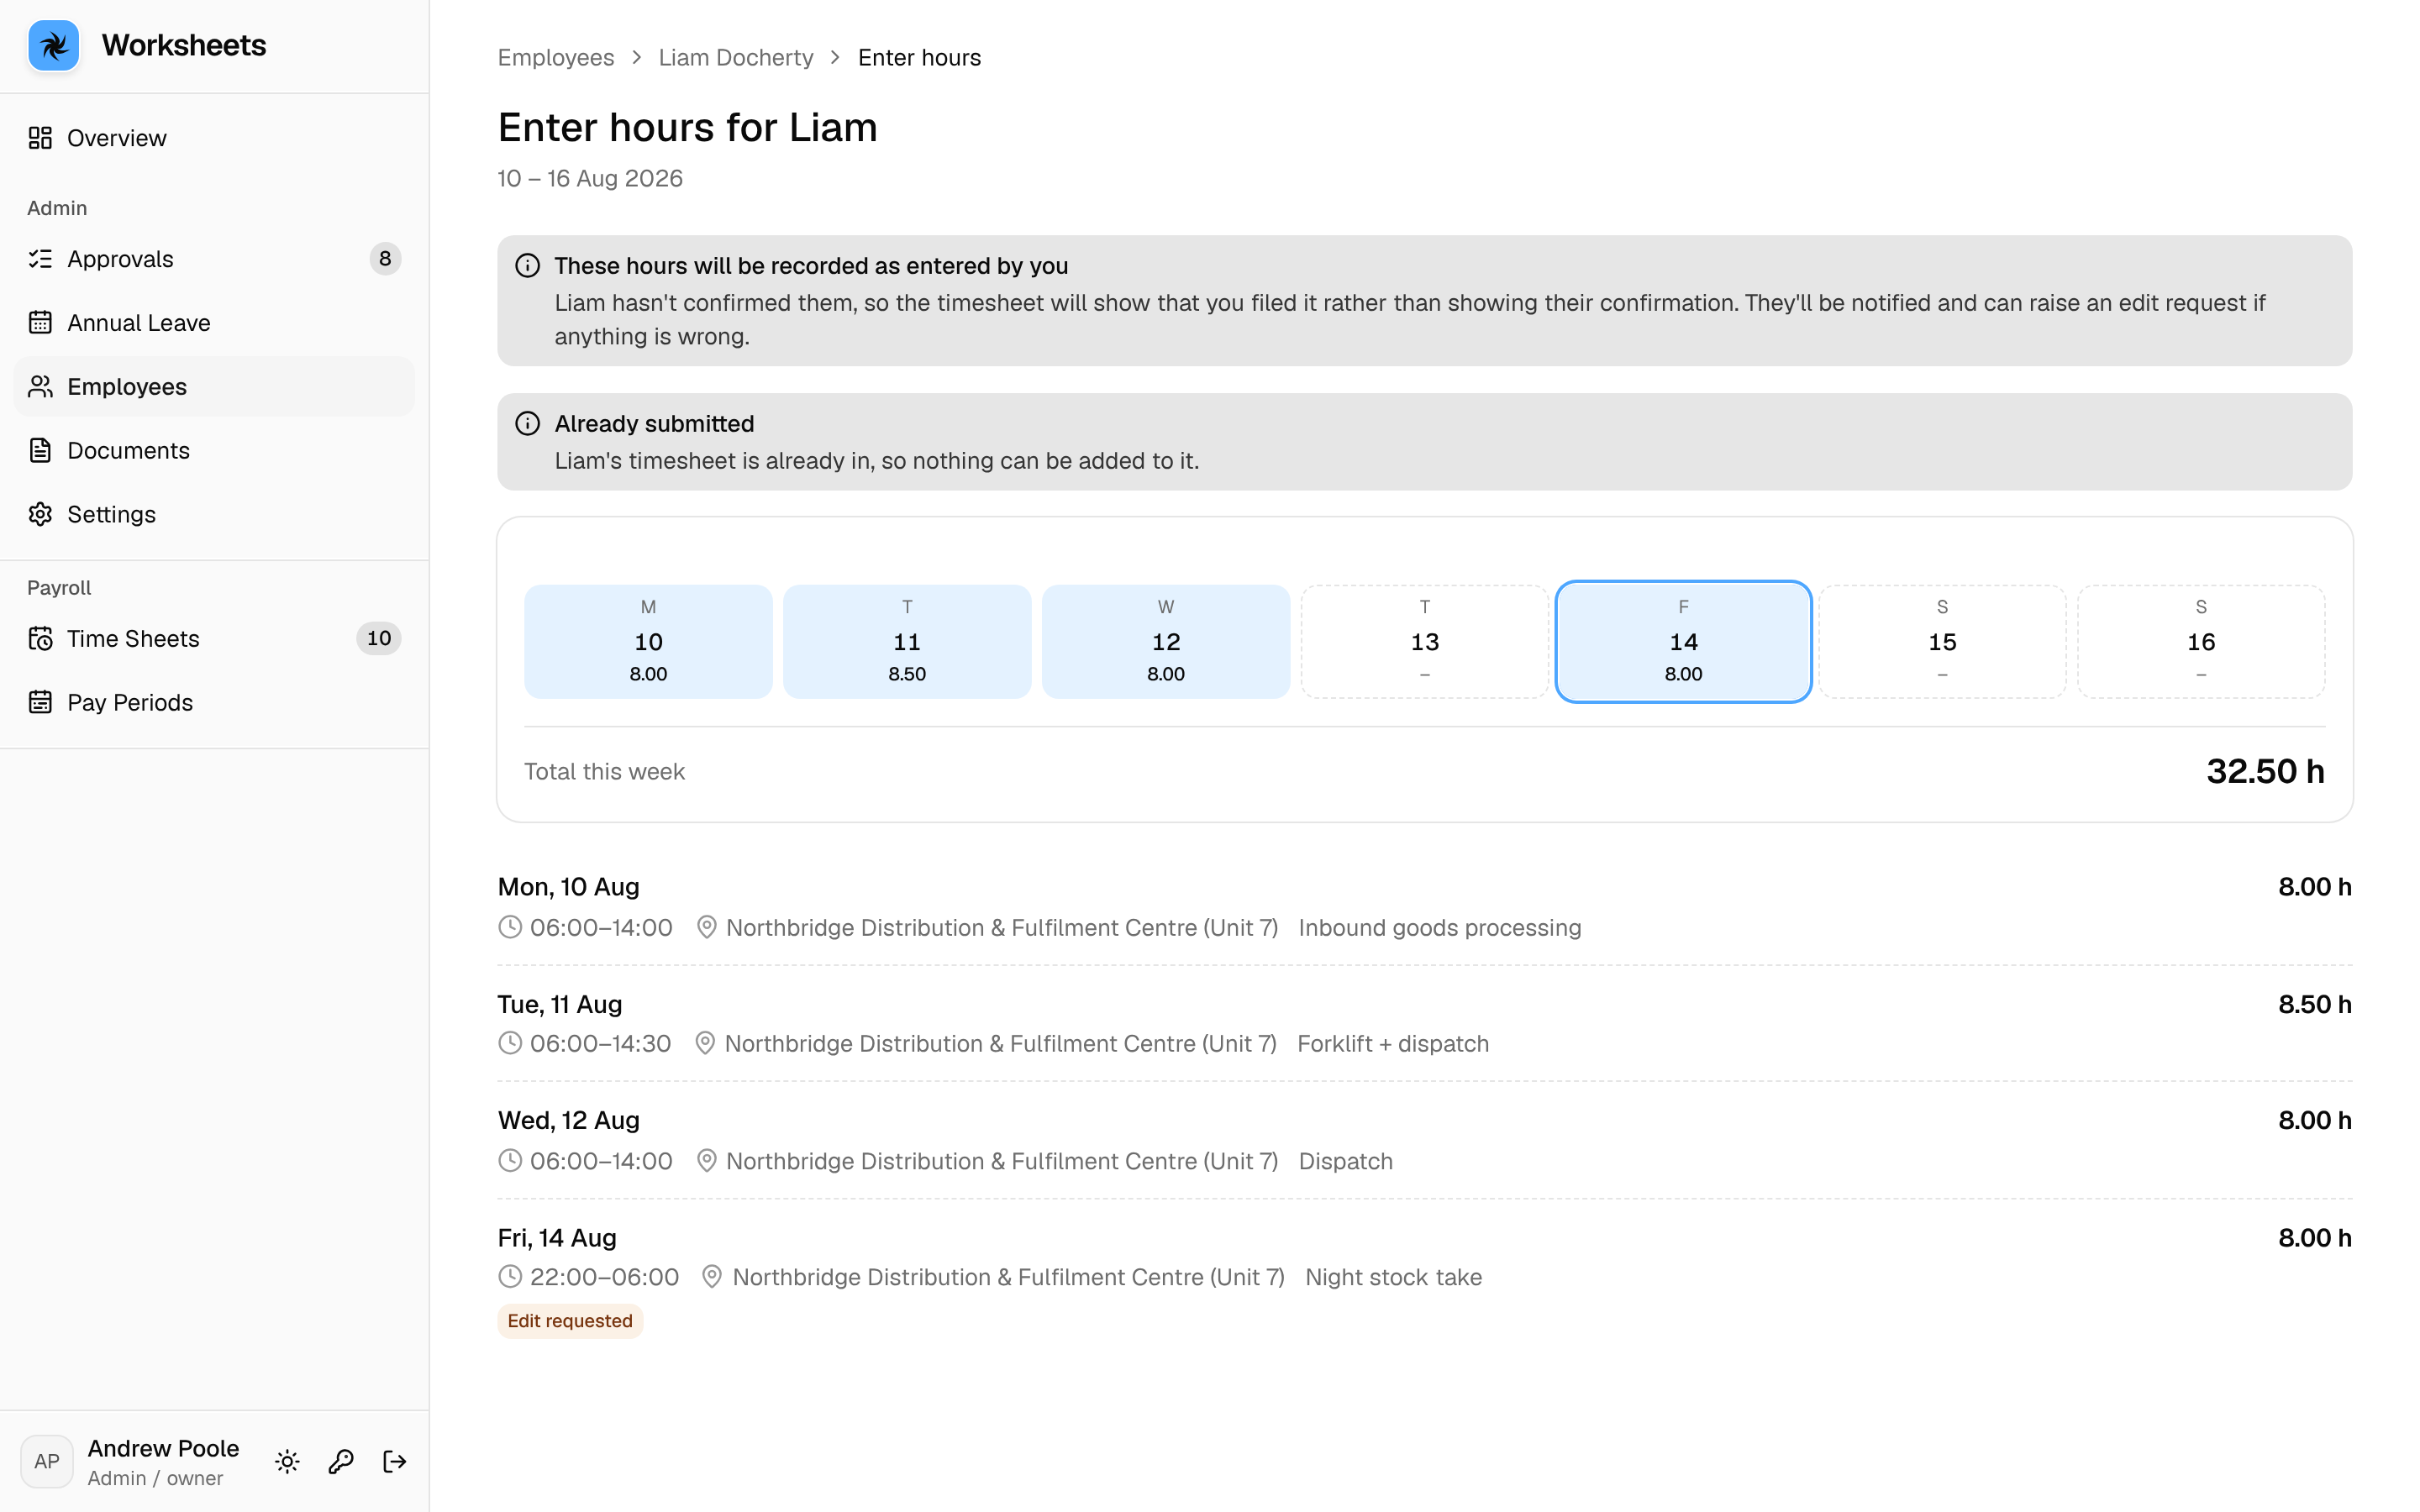 Worksheets
Overview
Admin
Approvals 8
Annual Leave
Employees
Documents
Settings
Payroll
Time Sheets 10
Pay Periods
AP
Andrew Poole
Admin / owner
Employees > Liam Docherty > Enter hours
Enter hours for Liam
10 – 16 Aug 2026
These hours will be recorded as entered by you
Liam hasn't confirmed them, so the timesheet will show that you filed it rather than showing their confirmation. They'll be notified and can raise an edit request if
anything is wrong.
Already submitted
Liam's timesheet is already in, so nothing can be added to it.
M T W T F S S
10 11 12 13 14 15 16
8.00 8.50 8.00 – 8.00 – –
Total this week 32.50 h
Mon, 10 Aug 8.00 h
06:00–14:00 Northbridge Distribution & Fulfilment Centre (Unit 7) Inbound goods processing
Tue, 11 Aug 8.50 h
06:00–14:30 Northbridge Distribution & Fulfilment Centre (Unit 7) Forklift + dispatch
Wed, 12 Aug 8.00 h
06:00–14:00 Northbridge Distribution & Fulfilment Centre (Unit 7) Dispatch
Fri, 14 Aug 8.00 h
22:00–06:00 Northbridge Distribution & Fulfilment Centre (Unit 7) Night stock take
Edit requested